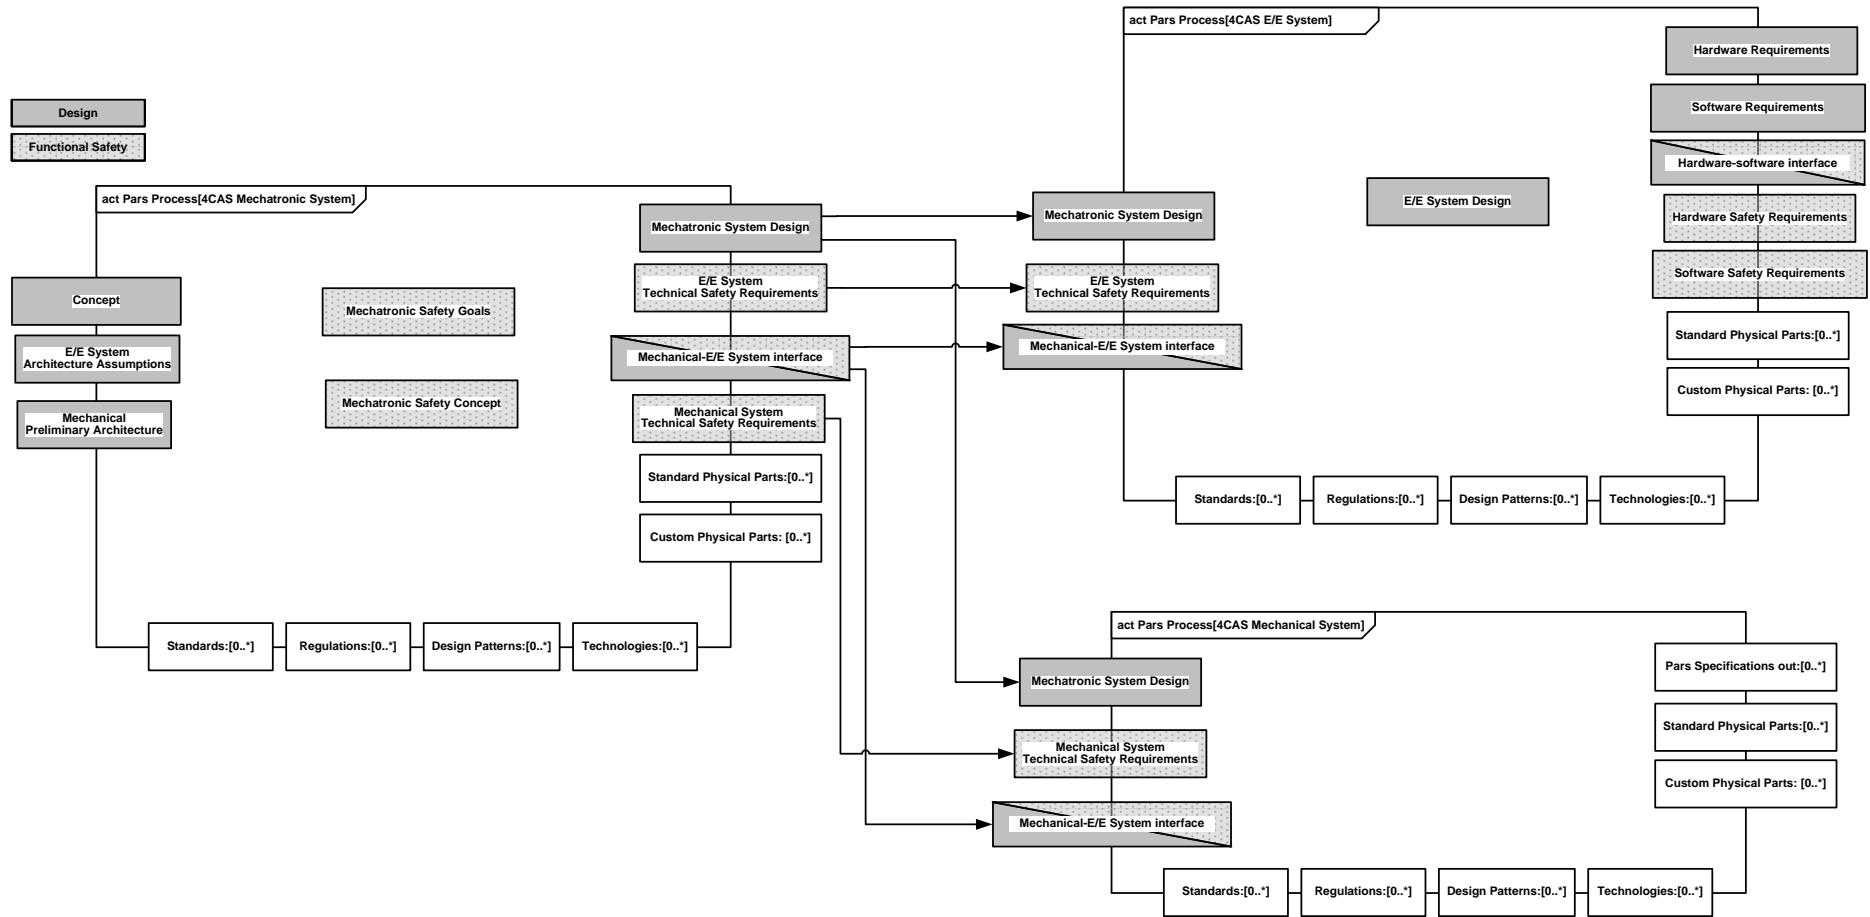 Design
Functional Safety
act Pars Process[4CAS Mechatronic System]
Concept
E/E System
Architecture Assumptions
Mechanical
Preliminary Architecture
Mechatronic Safety Goals
Mechatronic Safety Concept
Mechatronic System Design
E/E System
Technical Safety Requirements
Mechanical-E/E System interface
Mechanical System
Technical Safety Requirements
Standard Physical Parts:[0..*]
Custom Physical Parts: [0..*]
Standards:[0..*]
Regulations:[0..*]
Design Patterns:[0..*]
Technologies:[0..*]
act Pars Process[4CAS E/E System]
Mechatronic System Design
E/E System
Technical Safety Requirements
Mechanical-E/E System interface
E/E System Design
Hardware Requirements
Software Requirements
Hardware-software interface
Hardware Safety Requirements
Software Safety Requirements
Standard Physical Parts:[0..*]
Custom Physical Parts: [0..*]
Standards:[0..*]
Regulations:[0..*]
Design Patterns:[0..*]
Technologies:[0..*]
act Pars Process[4CAS Mechanical System]
Mechatronic System Design
Mechanical System
Technical Safety Requirements
Mechanical-E/E System interface
Pars Specifications out:[0..*]
Standard Physical Parts:[0..*]
Custom Physical Parts: [0..*]
Standards:[0..*]
Regulations:[0..*]
Design Patterns:[0..*]
Technologies:[0..*]